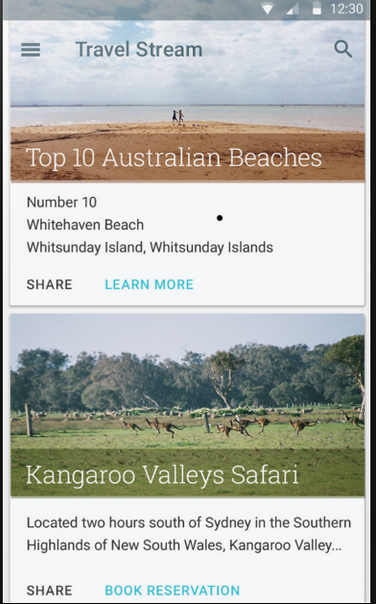 12:30
Travel Stream
Top 10 Australian Beaches
Number 10
Whitehaven Beach
Whitsunday Island, Whitsunday Islands
SHARE LEARN MORE
Kangaroo Valleys Safari
Located two hours south of Sydney in the Southern
Highlands of New South Wales, Kangaroo Valley...
SHARE BOOK RESERVATION